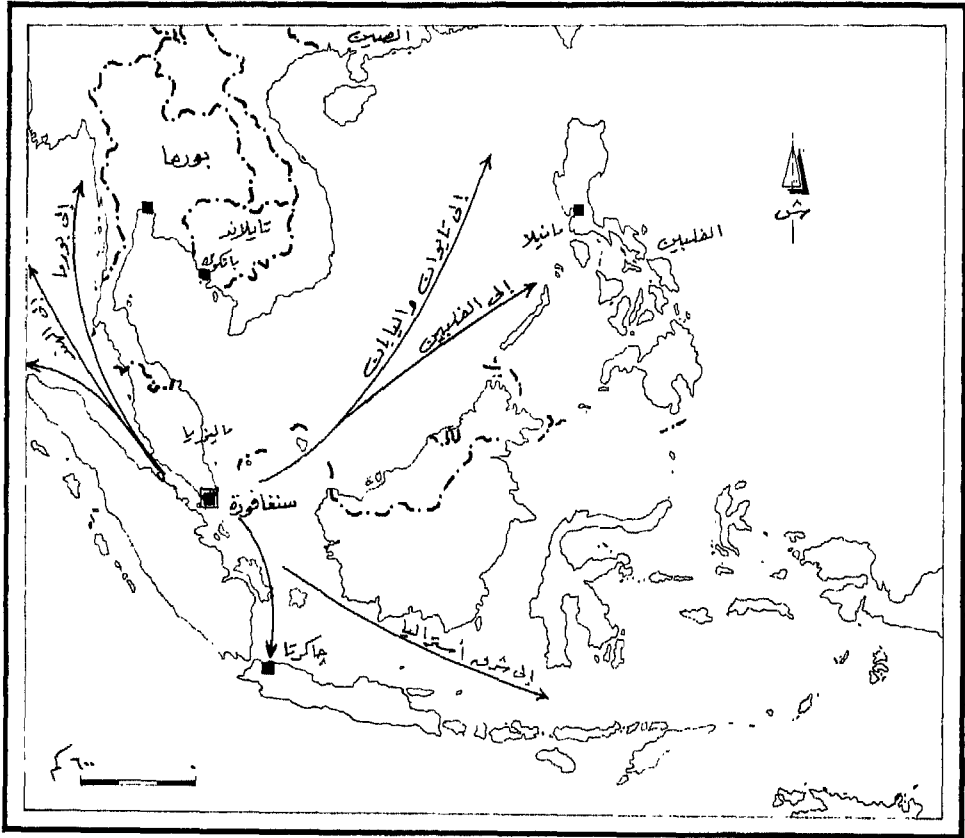 الصين
بورما
تايلاند
بانكوك
إلى بورما
إلى تايوان واليابان
إلى الفلبين
مانيلا
الفلبين
ش
ماليزيا
سنغافورة
جاكرتا
إلى شرق أستراليا
٦٠٠ كم